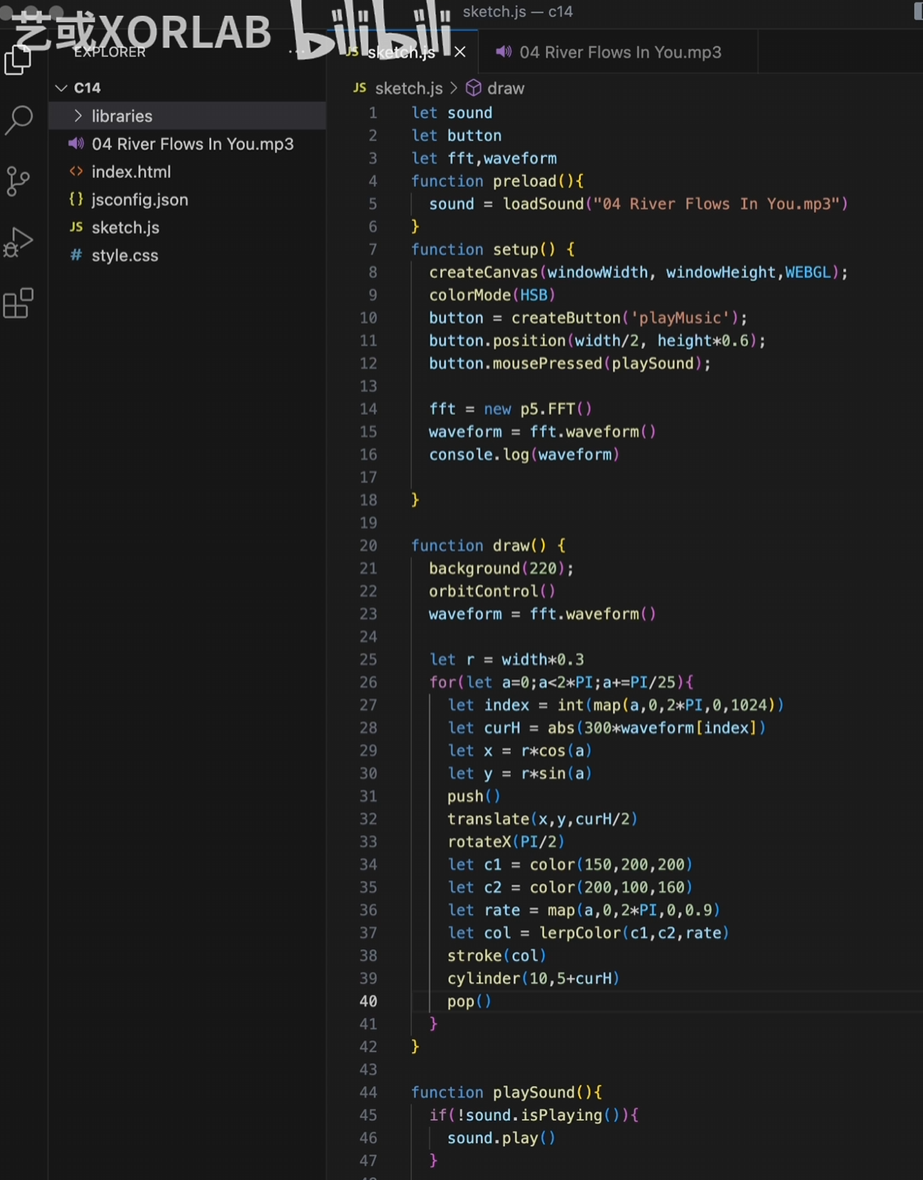 艺或XORLAB
bilibili
sketch.js — c14
EXPLORER
...
JS sketch.js ×
04 River Flows In You.mp3
C14
libraries
04 River Flows In You.mp3
<> index.html
{} jsconfig.json
JS sketch.js
# style.css
JS sketch.js > draw
1 let sound
2 let button
3 let fft,waveform
4 function preload(){
5 sound = loadSound("04 River Flows In You.mp3")
6 }
7 function setup() {
8 createCanvas(windowWidth, windowHeight,WEBGL);
9 colorMode(HSB)
10 button = createButton('playMusic');
11 button.position(width/2, height*0.6);
12 button.mousePressed(playSound);
13
14 fft = new p5.FFT()
15 waveform = fft.waveform()
16 console.log(waveform)
17
18 }
19
20 function draw() {
21 background(220);
22 orbitControl()
23 waveform = fft.waveform()
24
25 let r = width*0.3
26 for(let a=0;a<2*PI;a+=PI/25){
27 let index = int(map(a,0,2*PI,0,1024))
28 let curH = abs(300*waveform[index])
29 let x = r*cos(a)
30 let y = r*sin(a)
31 push()
32 translate(x,y,curH/2)
33 rotateX(PI/2)
34 let c1 = color(150,200,200)
35 let c2 = color(200,100,160)
36 let rate = map(a,0,2*PI,0,0.9)
37 let col = lerpColor(c1,c2,rate)
38 stroke(col)
39 cylinder(10,5+curH)
40 pop()
41 }
42 }
43
44 function playSound(){
45 if(!sound.isPlaying()){
46 sound.play()
47 }